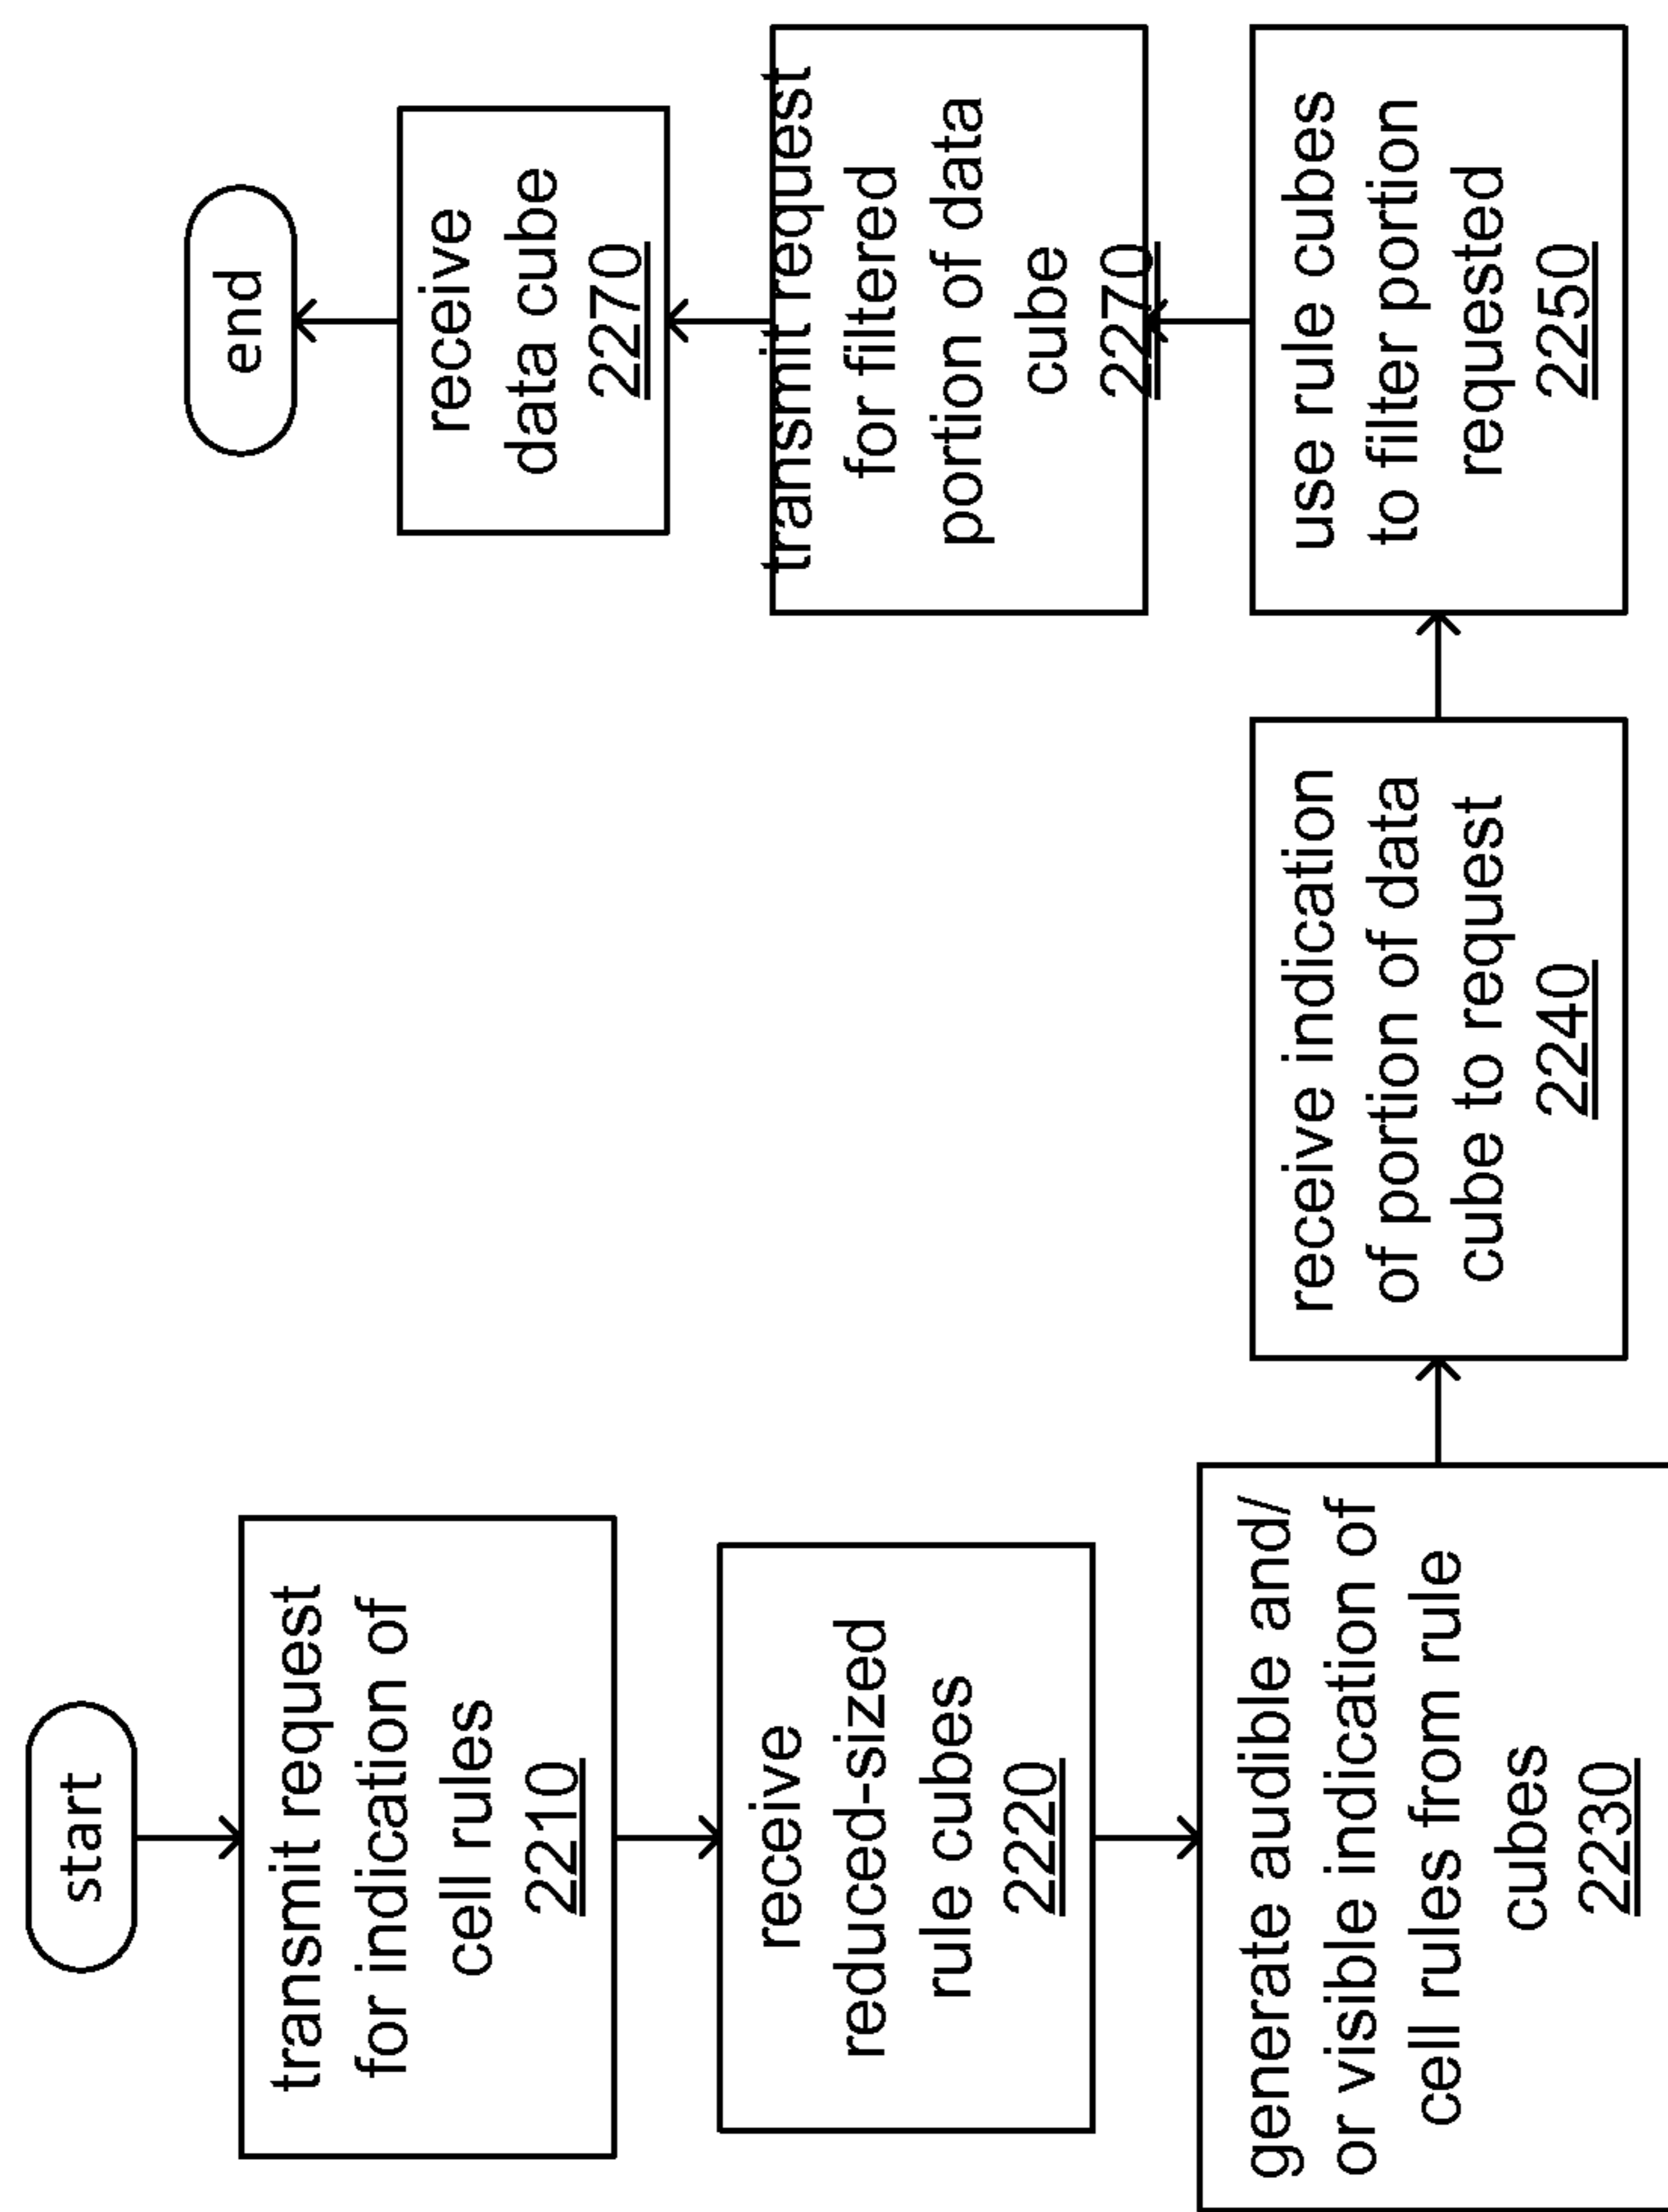 start
transmit request
for indication of
cell rules
2210
receive
reduced-sized
rule cubes
2220
generate audible and/
or visible indication of
cell rules from rule
cubes
2230
receive indication
of portion of data
cube to request
2240
use rule cubes
to filter portion
requested
2250
transmit request
for filtered
portion of data
cube
2270
receive
data cube
2270
end